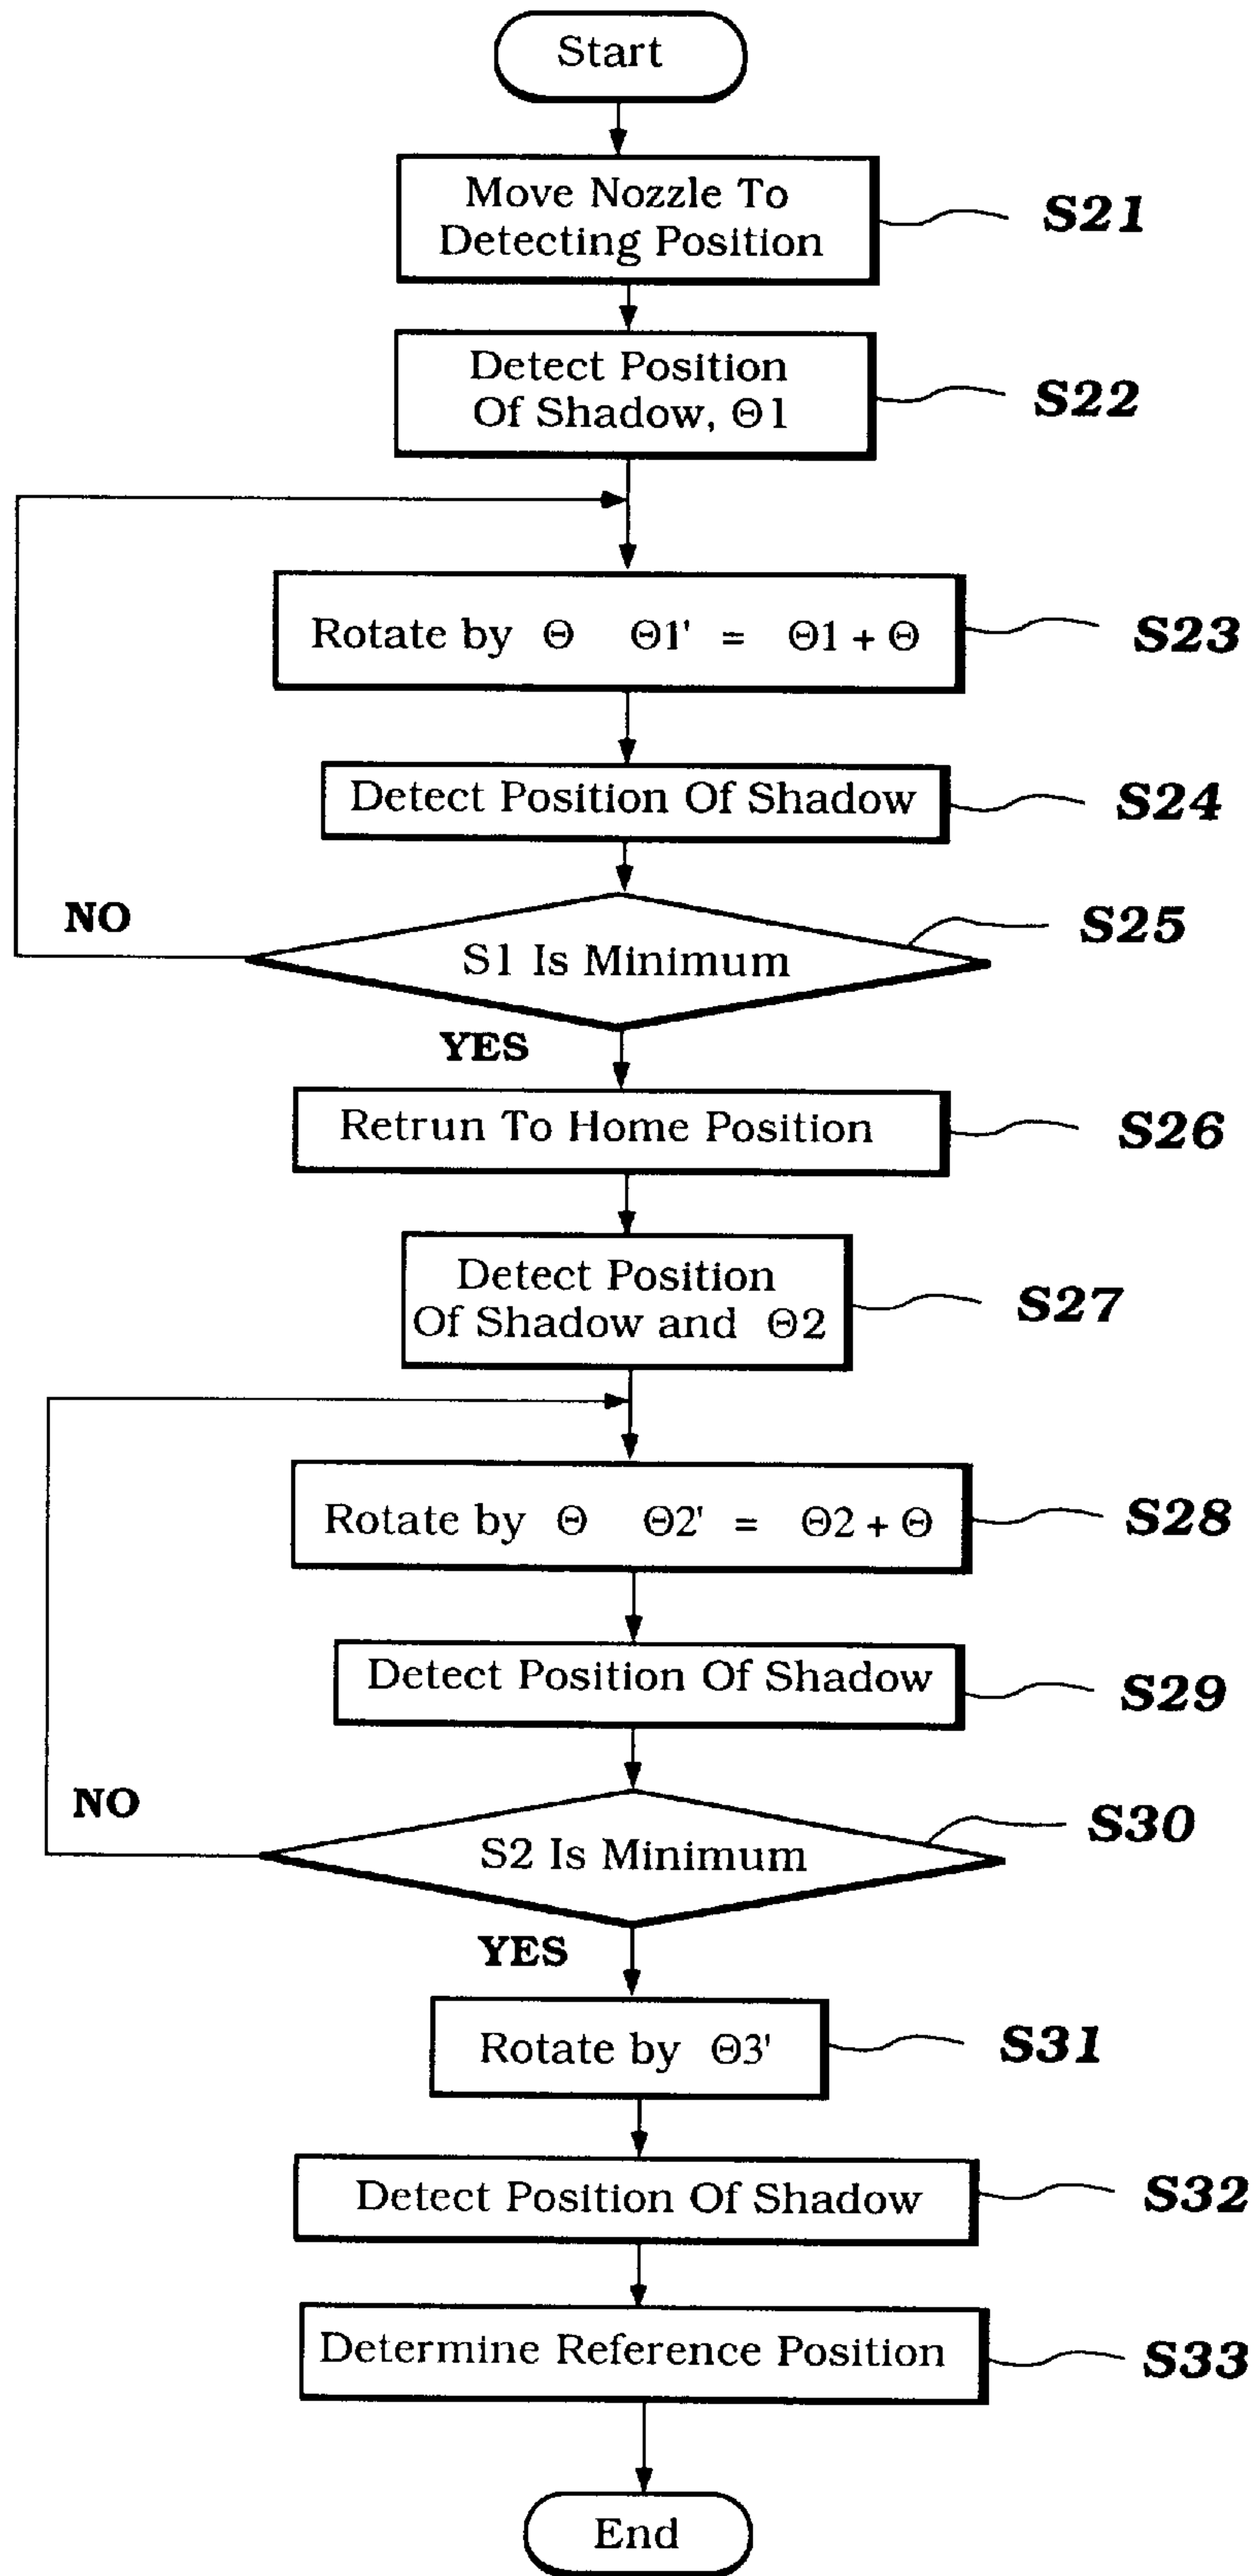 Start
Move Nozzle To
Detecting Position
S21
Detect Position
Of Shadow, Θ1
S22
Rotate by Θ Θ1' = Θ1 + Θ
S23
Detect Position Of Shadow
S24
NO
S1 Is Minimum
S25
YES
Retrun To Home Position
S26
Detect Position
Of Shadow and Θ2
S27
Rotate by Θ Θ2' = Θ2 + Θ
S28
Detect Position Of Shadow
S29
NO
S2 Is Minimum
S30
YES
Rotate by Θ3'
S31
Detect Position Of Shadow
S32
Determine Reference Position
S33
End